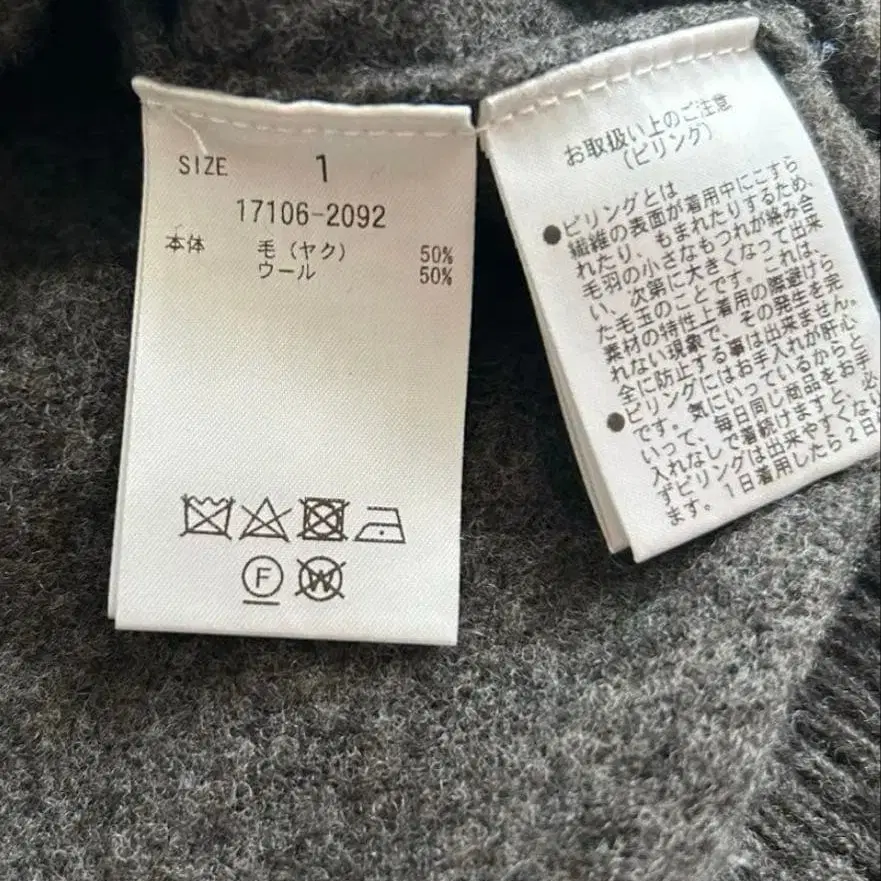 SIZE 1
17106-2092
本体 毛（ヤク） 50%
ウール 50%
F
W
お取扱い上のご注意
（ピリング）
●ピリングとは
繊維の表面が着用中にこすら
れたり、もまれたりするため、
毛羽の小さなもつれが絡み合
い、次第に大きくなって出来
た毛玉のことです。これは、
素材の特性上着用の際避けら
れない現象で、その発生を完
全に防止する事は出来ません。
●ピリングにはお手入れが肝心
です。気にいっているからと
いって、毎日同じ商品をお手
入れなしで着続けますと、必
ずピリングは出来やすくな
ます。1日着用したら2日